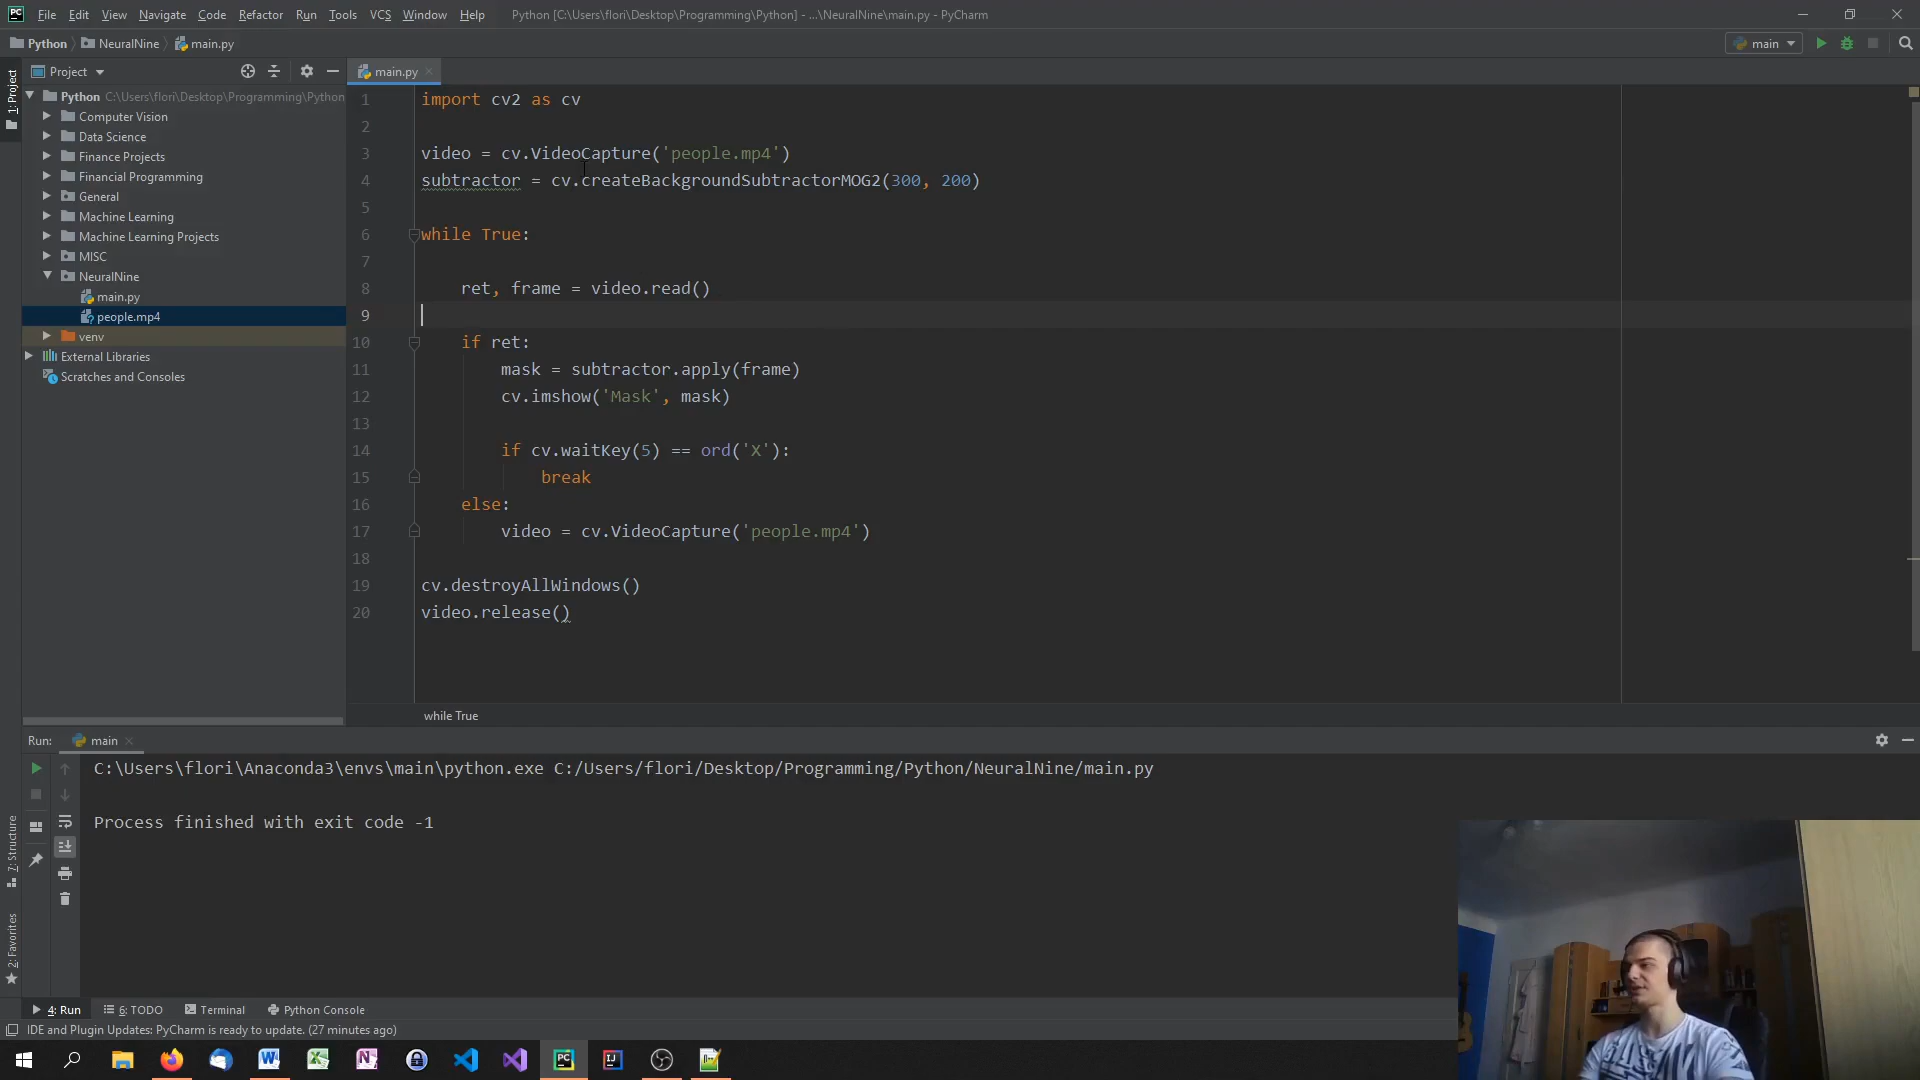 PC File Edit View Navigate Code Refactor Run Tools VCS Window Help Python [C:\Users\flori\Desktop\Programming\Python] - ...\NeuralNine\main.py - PyCharm
Python NeuralNine main.py main
1: Project
Project
main.py
Python C:\Users\flori\Desktop\Programming\Python
Computer Vision
Data Science
Finance Projects
Financial Programming
General
Machine Learning
Machine Learning Projects
MISC
NeuralNine
main.py
people.mp4
venv
External Libraries
Scratches and Consoles
1 import cv2 as cv
2
3 video = cv.VideoCapture('people.mp4')
4 subtractor = cv.createBackgroundSubtractorMOG2(300, 200)
5
6 while True:
7
8 ret, frame = video.read()
9
10 if ret:
11 mask = subtractor.apply(frame)
12 cv.imshow('Mask', mask)
13
14 if cv.waitKey(5) == ord('X'):
15 break
16 else:
17 video = cv.VideoCapture('people.mp4')
18
19 cv.destroyAllWindows()
20 video.release()
while True
Run: main
C:\Users\flori\Anaconda3\envs\main\python.exe C:/Users/flori/Desktop/Programming/Python/NeuralNine/main.py
Process finished with exit code -1
7: Structure
2: Favorites
4: Run 6: TODO Terminal Python Console
IDE and Plugin Updates: PyCharm is ready to update. (27 minutes ago)